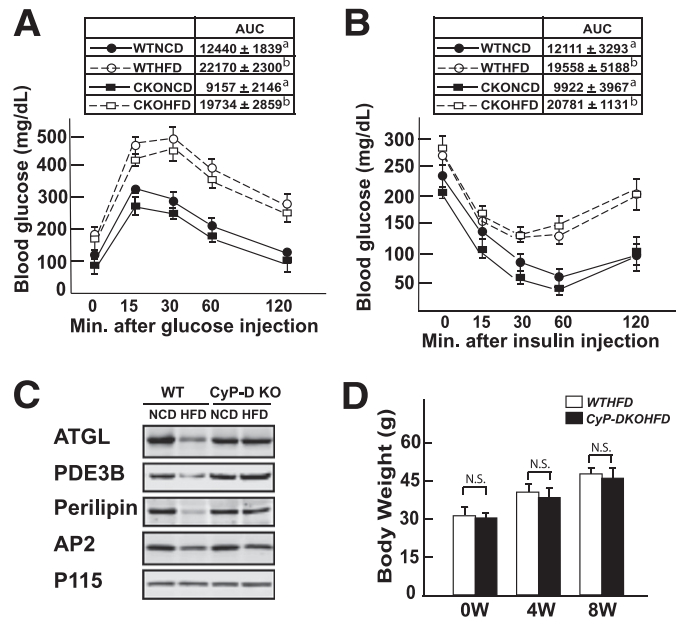 A
AUC
WTNCD 12440 ± 1839a
WTHFD 22170 ± 2300b
CKONCD 9157 ± 2146a
CKOHFD 19734 ± 2859b
Blood glucose (mg/dL)
500
400
300
200
100
0
0 15 30 60 120
Min. after glucose injection
B
AUC
WTNCD 12111 ± 3293a
WTHFD 19558 ± 5188b
CKONCD 9922 ± 3967a
CKOHFD 20781 ± 1131b
Blood glucose (mg/dL)
300
250
200
150
100
50
0 15 30 60 120
Min. after insulin injection
C
WT CyP-D KO
NCD HFD NCD HFD
ATGL
PDE3B
Perilipin
AP2
P115
D
WTHFD
CyP-DKOHFD
Body Weight (g)
60
45
30
15
0
N.S.
N.S.
N.S.
0W 4W 8W